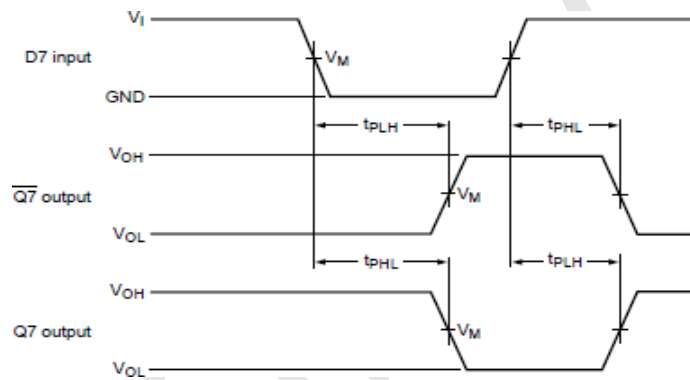 VI
D7 input
VM
GND
tPLH
tPHL
VOH
Q7 output
VM
VOL
tPHL
tPLH
VOH
Q7 output
VM
VOL